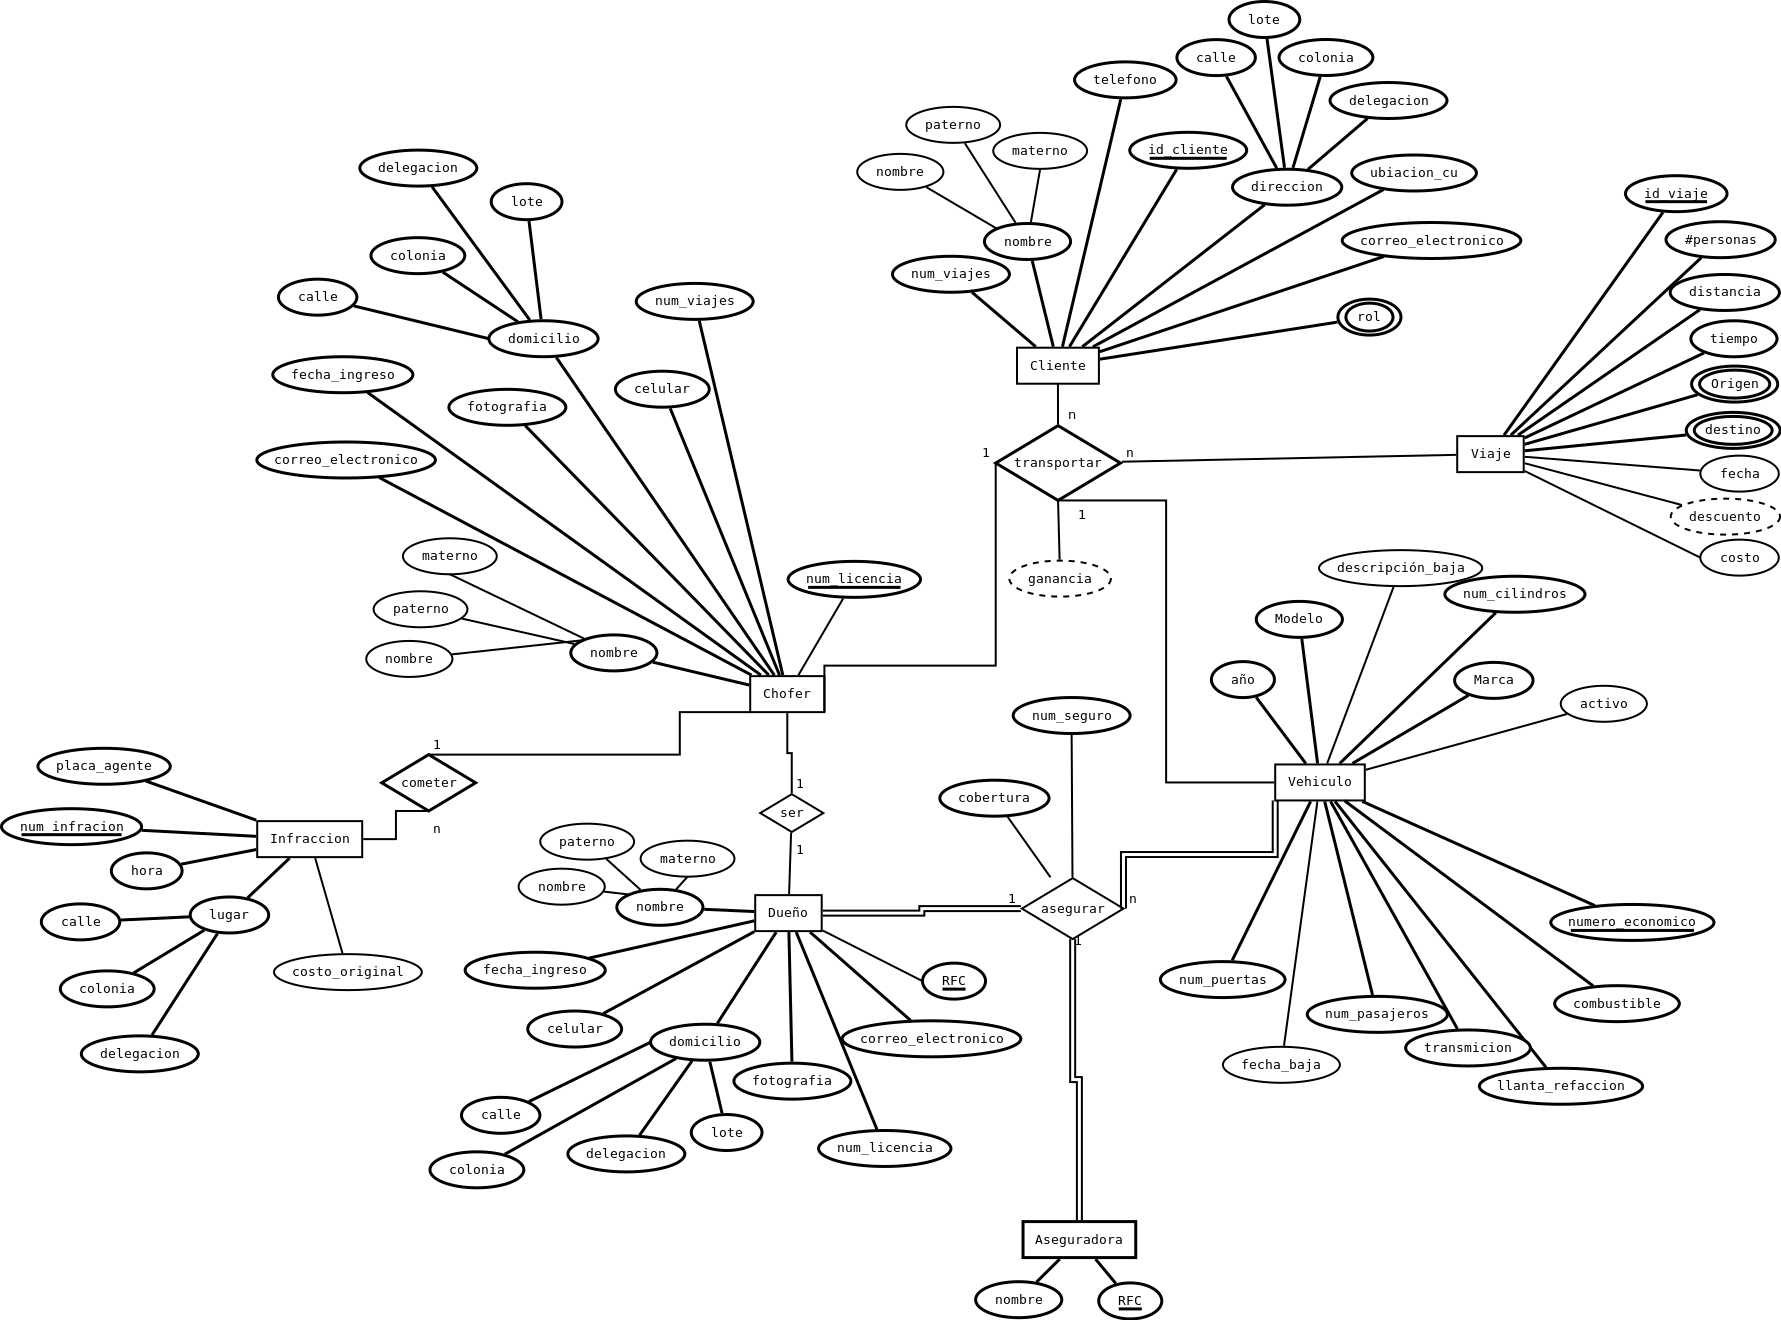 lote
calle
colonia
telefono
delegacion
paterno
materno
id_cliente
nombre
direccion
ubiacion_cu
delegacion
lote
id_viaje
nombre
correo_electronico
#personas
colonia
num_viajes
distancia
calle
num_viajes
rol
domicilio
tiempo
Cliente
fecha_ingreso
celular
Origen
fotografia
n
destino
correo_electronico
1
transportar
n
Viaje
fecha
1
descuento
materno
ganancia
costo
num_licencia
descripción_baja
paterno
num_cilindros
nombre
nombre
Modelo
Chofer
año
Marca
num_seguro
activo
placa_agente
1
cometer
1
Vehiculo
num_infracion
n
ser
cobertura
Infraccion
paterno
1
materno
hora
nombre
calle
lugar
nombre
Dueño
1
asegurar
n
numero_economico
1
colonia
costo_original
fecha_ingreso
RFC
num_puertas
combustible
celular
domicilio
correo_electronico
num_pasajeros
delegacion
transmicion
fotografia
fecha_baja
llanta_refaccion
calle
lote
num_licencia
delegacion
colonia
Aseguradora
nombre
RFC